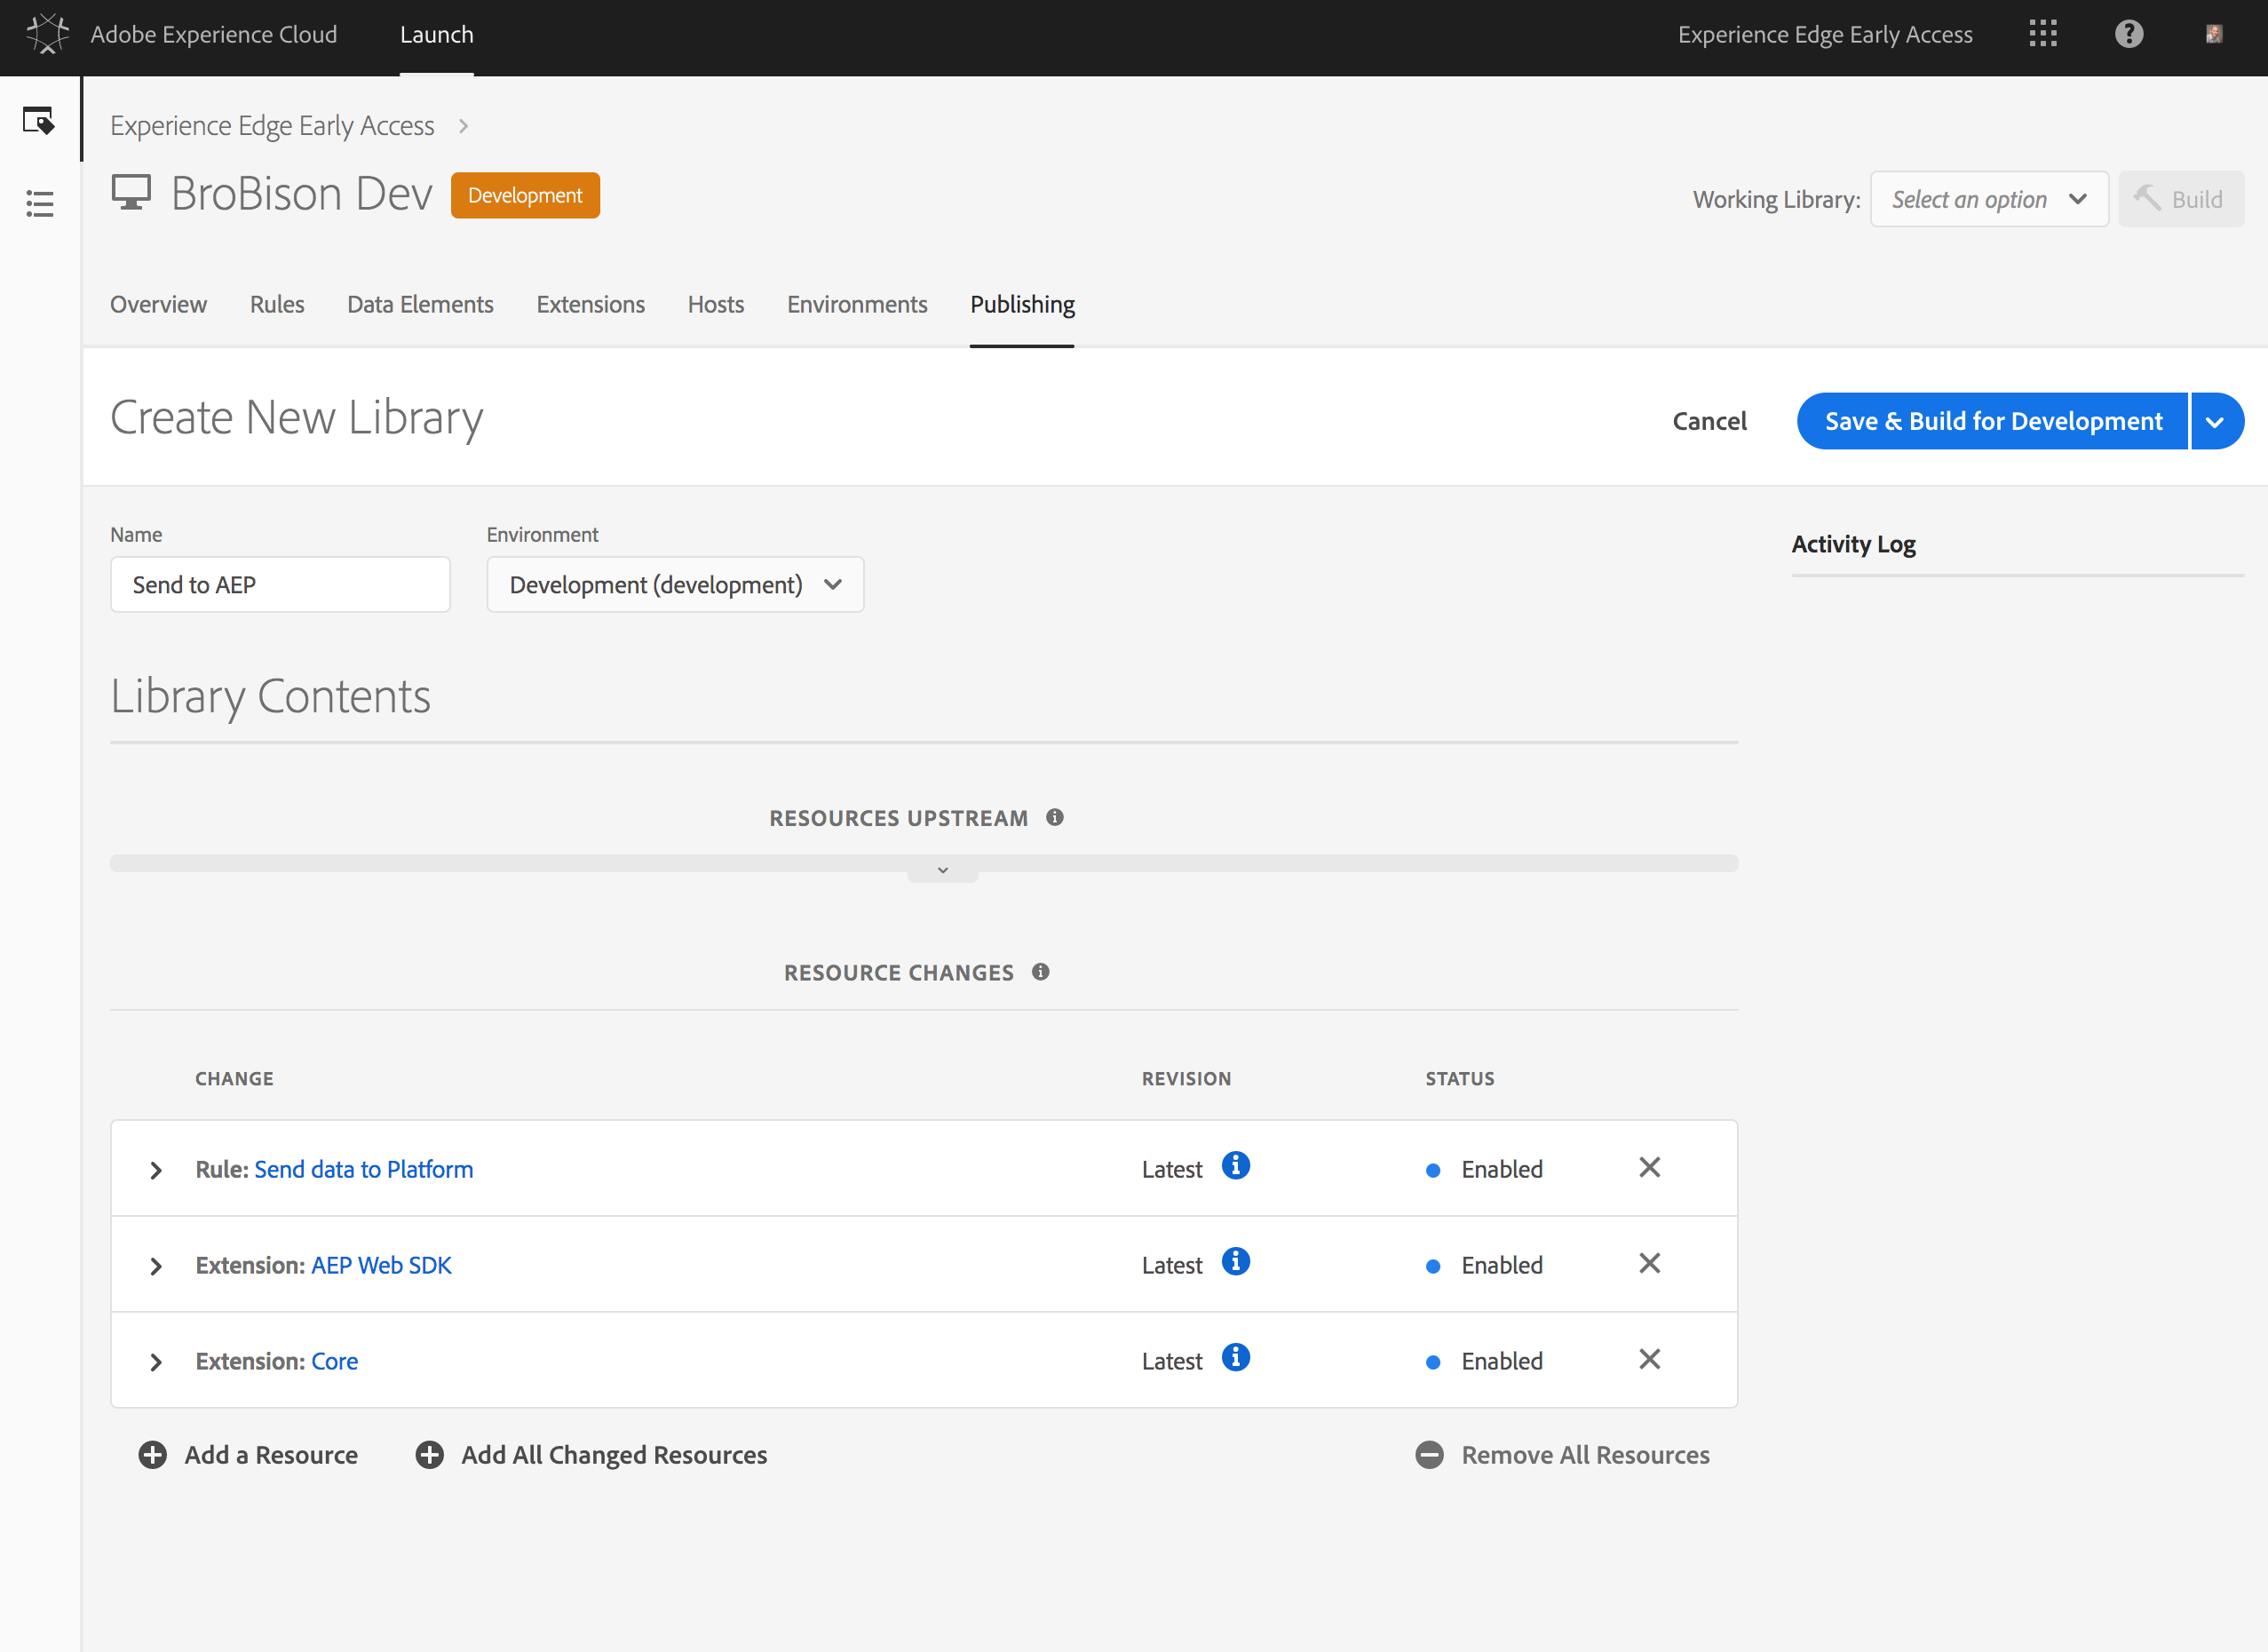 Adobe Experience Cloud Launch Experience Edge Early Access
Experience Edge Early Access
BroBison Dev Development
Working Library: Select an option Build
Overview Rules Data Elements Extensions Hosts Environments Publishing
Create New Library
Cancel Save & Build for Development
Name Environment
Send to AEP Development (development)
Activity Log
Library Contents
RESOURCES UPSTREAM
RESOURCE CHANGES
CHANGE REVISION STATUS
Rule: Send data to Platform Latest Enabled
Extension: AEP Web SDK Latest Enabled
Extension: Core Latest Enabled
Add a Resource Add All Changed Resources Remove All Resources